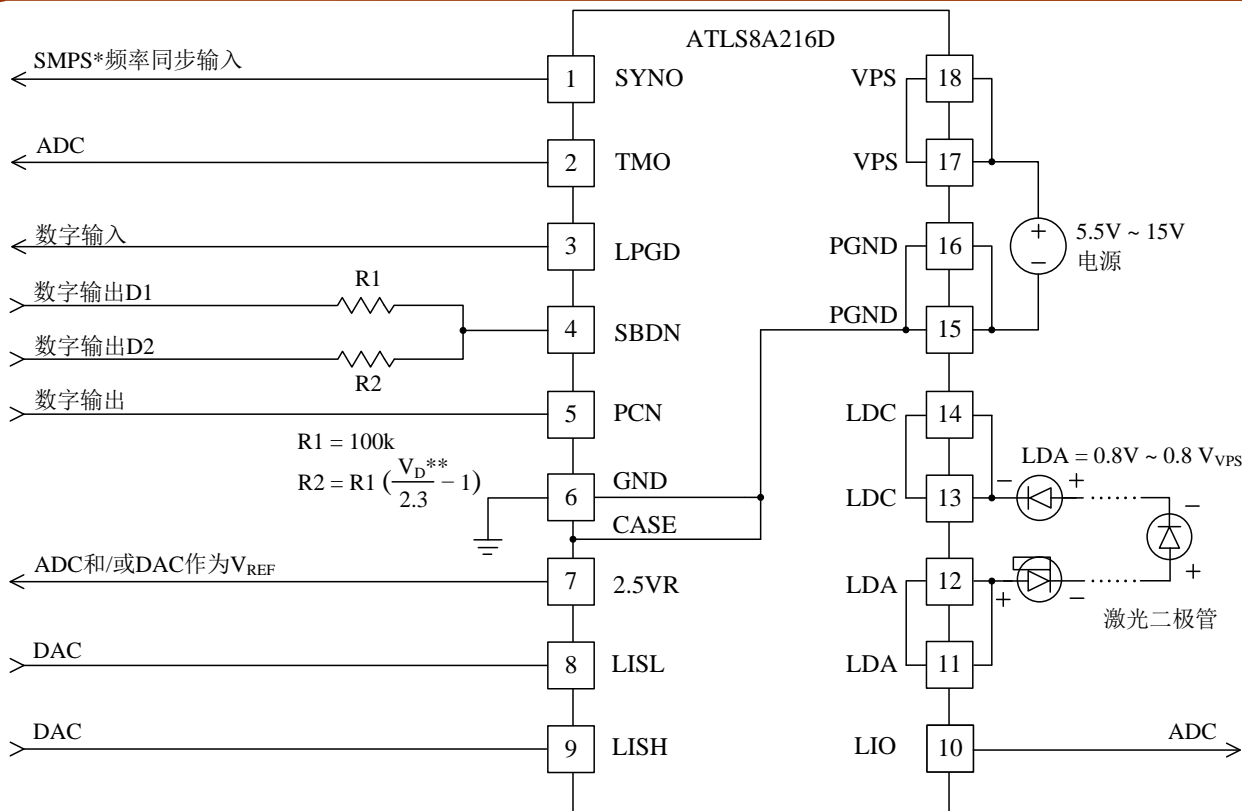 ATLS8A216D
SMPS*频率同步输入
1
SYNO
ADC
2
TMO
数字输入
3
LPGD
数字输出D1
R1
4
SBDN
数字输出D2
R2
数字输出
5
PCN
R1 = 100k
R2 = R1 (V_D**/2.3 − 1)
6
GND
CASE
ADC和/或DAC作为V_REF
7
2.5VR
DAC
8
LISL
DAC
9
LISH
VPS
18
VPS
17
+
−
5.5V ~ 15V
电源
PGND
16
PGND
15
LDC
14
LDA = 0.8V ~ 0.8 V_VPS
LDC
13
− +
−
+
LDA
12
+ −
激光二极管
LDA
11
LIO
10
ADC